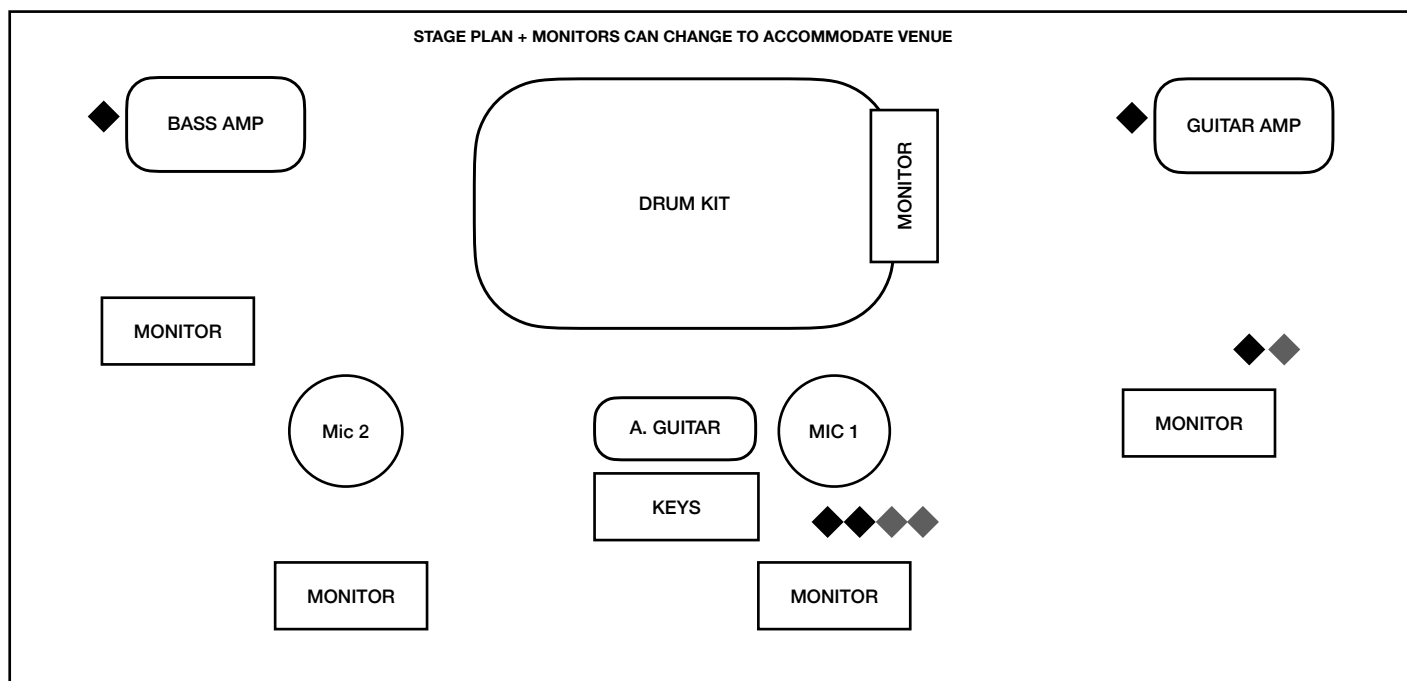 STAGE PLAN + MONITORS CAN CHANGE TO ACCOMMODATE VENUE
BASS AMP
DRUM KIT
MONITOR
GUITAR AMP
MONITOR
Mic 2
A. GUITAR
MIC 1
MONITOR
KEYS
MONITOR
MONITOR